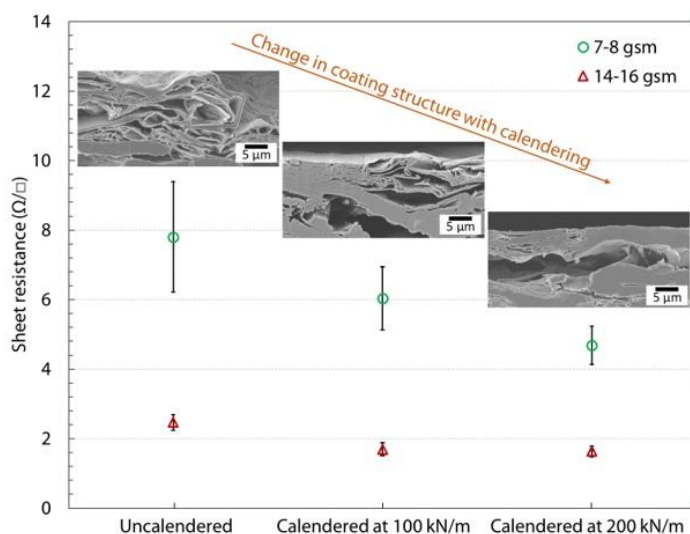 14
12
10
8
6
4
2
0
Sheet resistance (Ω/□)
Change in coating structure with calendering
7-8 gsm
14-16 gsm
5 µm
5 µm
5 µm
Uncalendered
Calendered at 100 kN/m
Calendered at 200 kN/m